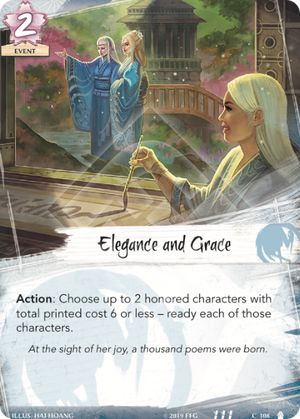 2
EVENT
Elegance and Grace
Action: Choose up to 2 honored characters with
total printed cost 6 or less – ready each of those
characters.
At the sight of her joy, a thousand poems were born.
ILLUS. HAI HOANG
©2019 FFG
111
C 108